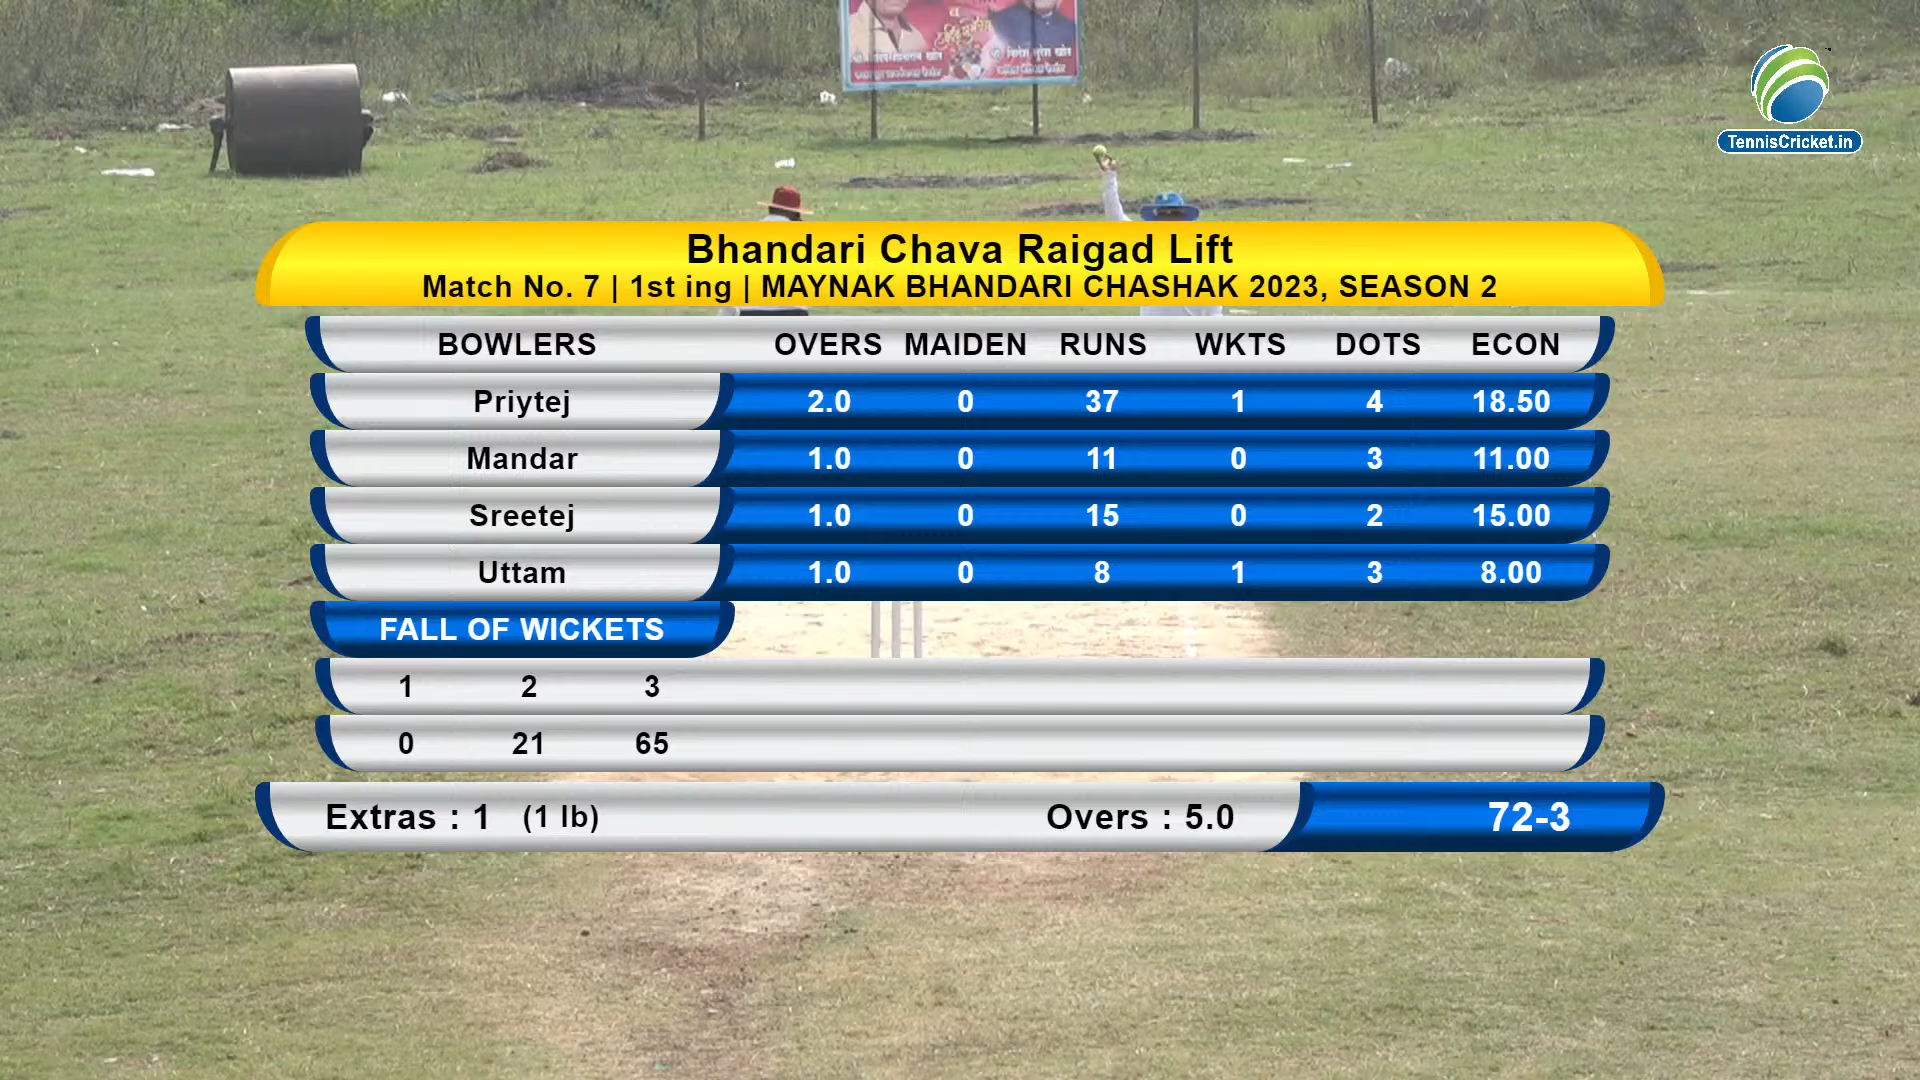 TennisCricket.in
Bhandari Chava Raigad Lift
Match No. 7 | 1st ing | MAYNAK BHANDARI CHASHAK 2023, SEASON 2
BOWLERS OVERS MAIDEN RUNS WKTS DOTS ECON
Priytej 2.0 0 37 1 4 18.50
Mandar 1.0 0 11 0 3 11.00
Sreetej 1.0 0 15 0 2 15.00
Uttam 1.0 0 8 1 3 8.00
FALL OF WICKETS
1 2 3
0 21 65
Extras : 1 (1 lb) Overs : 5.0 72-3